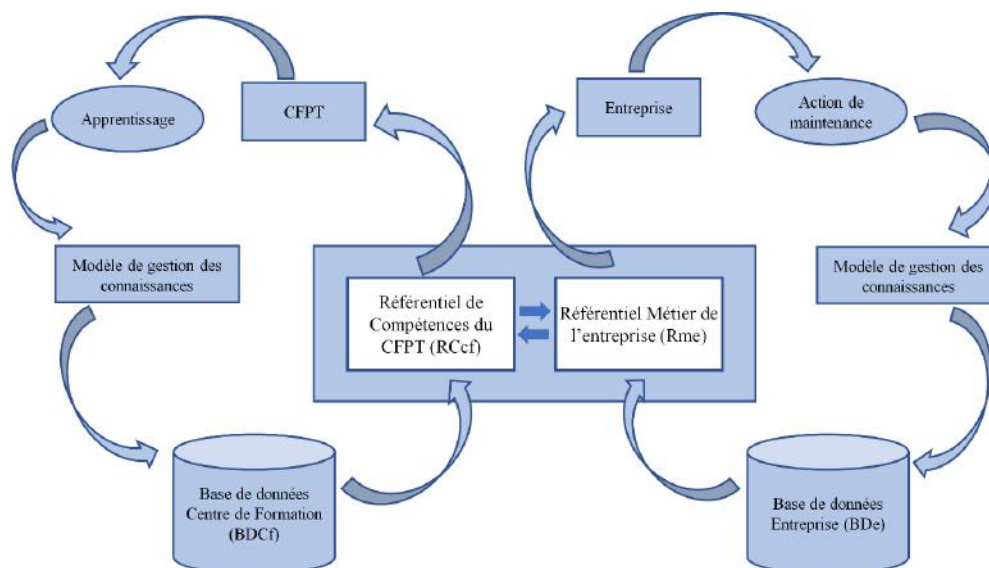 Apprentissage
CFPT
Entreprise
Action de
maintenance
Modèle de gestion des
connaissances
Modèle de gestion des
connaissances
Référentiel de
Compétences du
CFPT (RCcf)
Référentiel Métier de
l'entreprise (Rme)
Base de données
Centre de Formation
(BDCf)
Base de données
Entreprise (BDe)